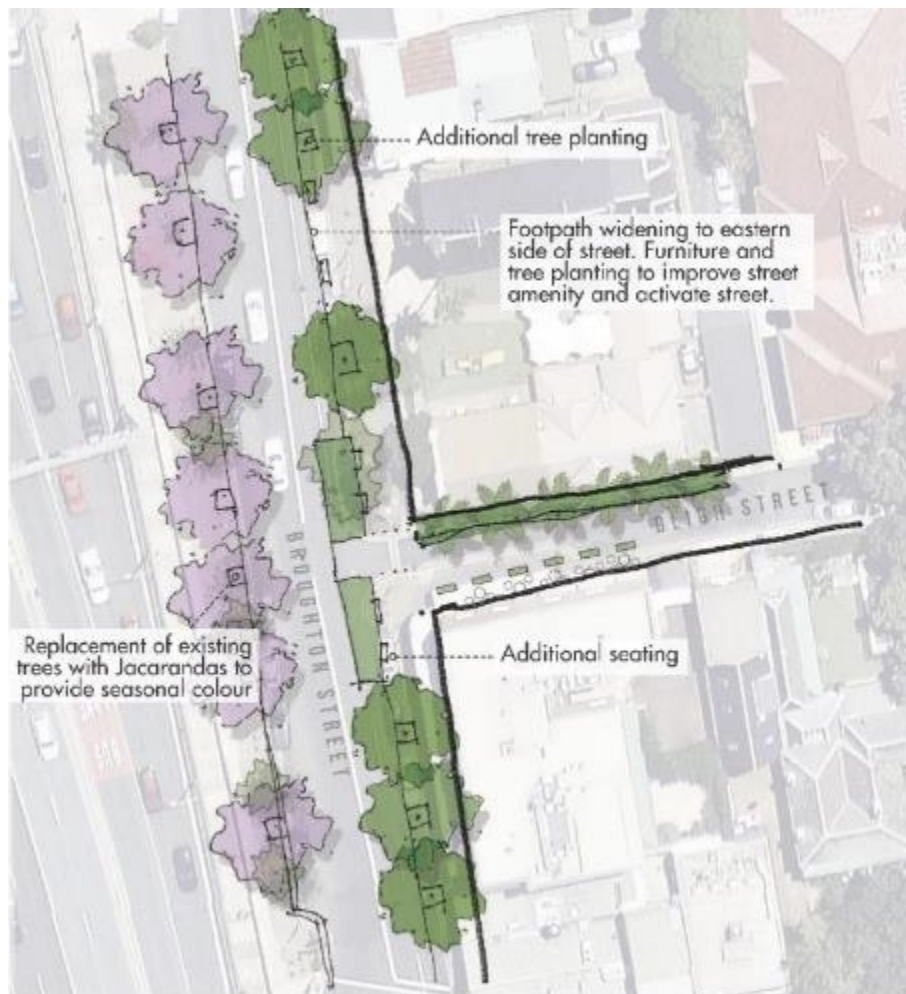 Additional tree planting
Footpath widening to eastern
side of street. Furniture and
tree planting to improve street
amenity and activate street.
BLIGH STREET
BROUGHTON STREET
Replacement of existing
trees with Jacarandas to
provide seasonal colour
Additional seating